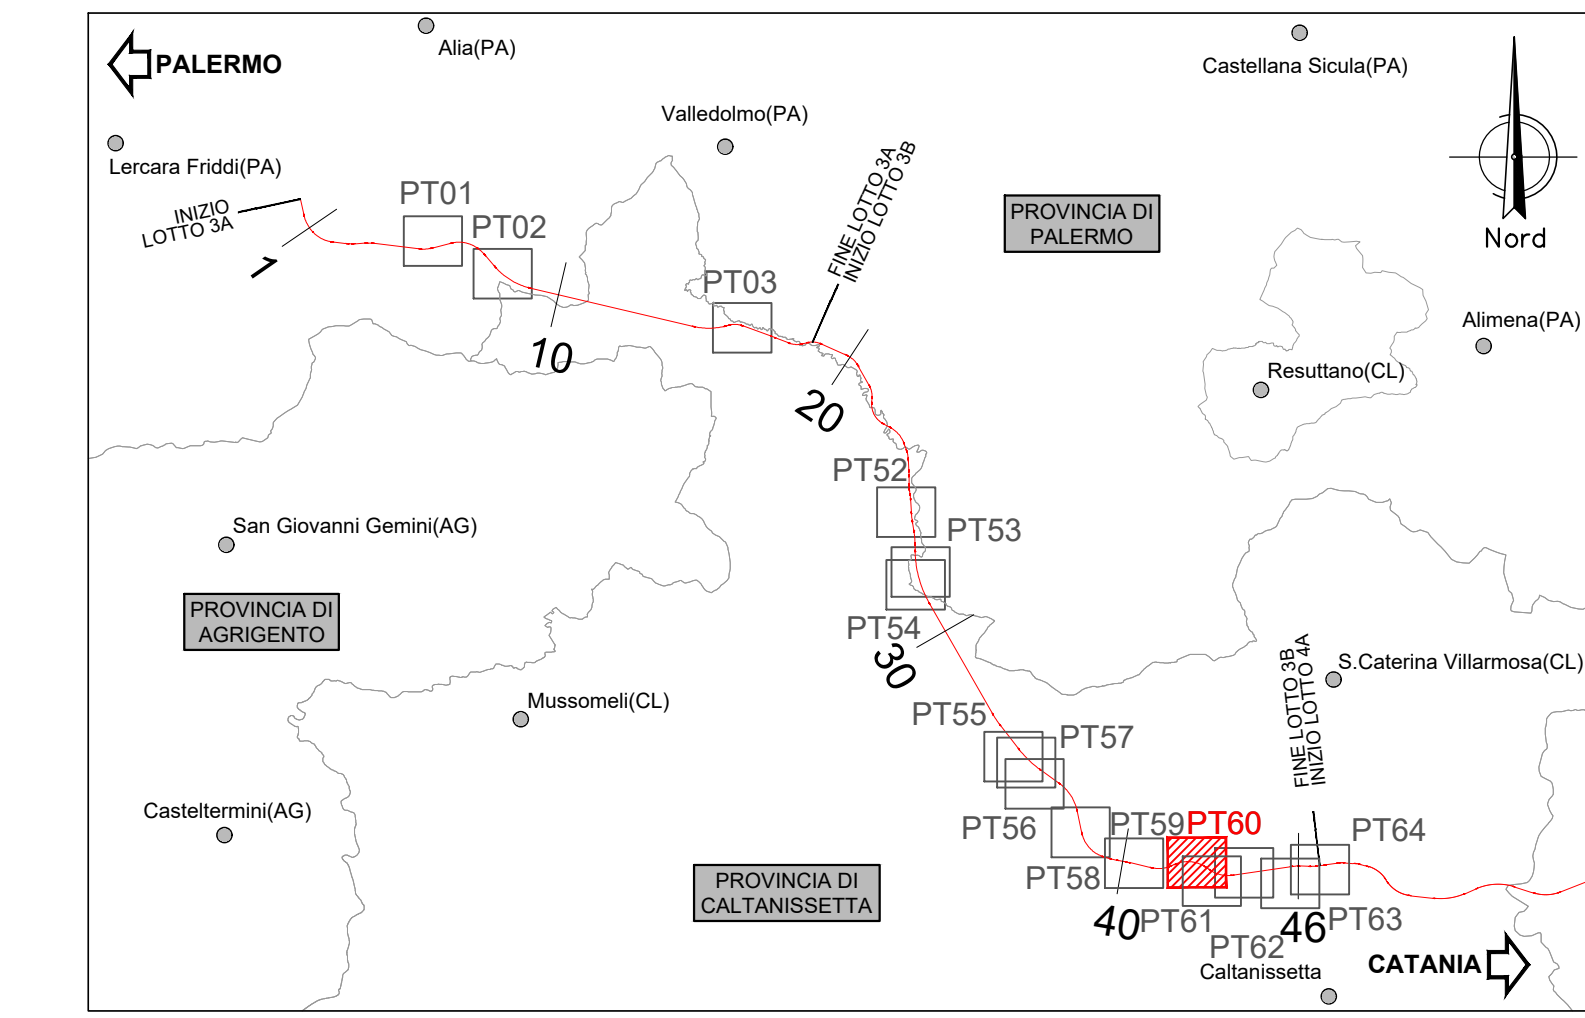 Alia(PA)
PALERMO
Castellana Sicula(PA)
Valledolmo(PA)
Lercara Friddi(PA)
INIZIO
LOTTO 3A
PT01
PT02
1
FINE LOTTO 3A
INIZIO LOTTO 3B
PROVINCIA DI
PALERMO
Nord
PT03
10
20
Alimena(PA)
Resuttano(CL)
PT52
San Giovanni Gemini(AG)
PT53
PROVINCIA DI
AGRIGENTO
PT54
30
FINE LOTTO 3B
INIZIO LOTTO 4A
S.Caterina Villarmosa(CL)
Mussomeli(CL)
PT55
PT57
Casteltermini(AG)
PT56
PT59
PT60
PT64
PT58
PROVINCIA DI
CALTANISSETTA
40
PT61
PT62
46
PT63
Caltanissetta
CATANIA